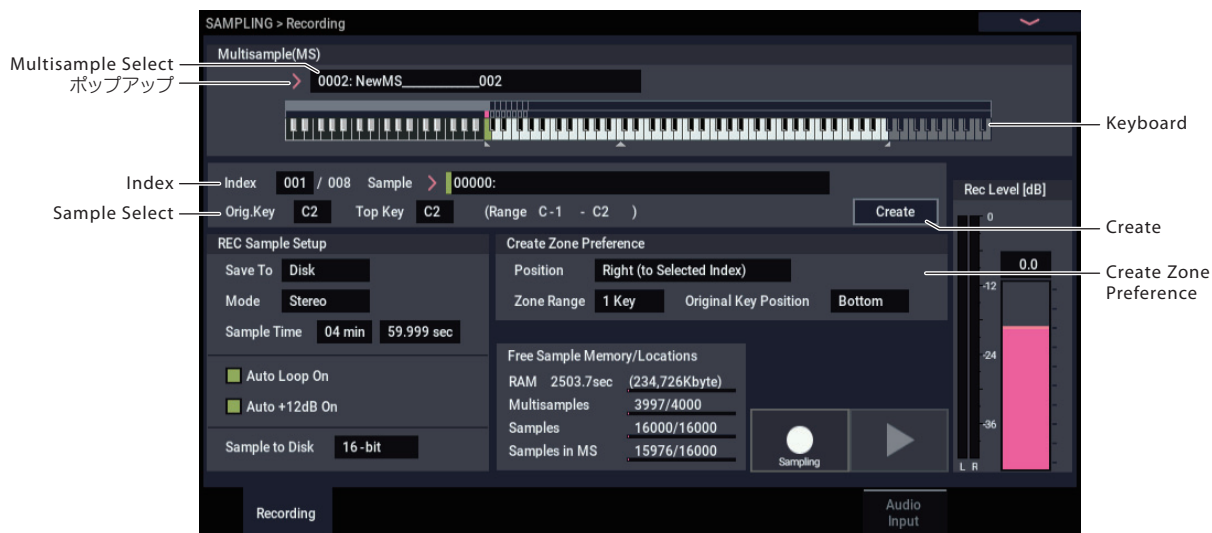 SAMPLING > Recording
Multisample(MS)
Multisample Select
ポップアップ
0002: NewMS__________002
Keyboard
Index
Index 001 / 008 Sample 00000:
Rec Level [dB]
Sample Select
Orig.Key C2 Top Key C2 (Range C-1 - C2 )
Create
Create
REC Sample Setup
Save To Disk
Mode Stereo
Sample Time 04 min 59.999 sec
Auto Loop On
Auto +12dB On
Sample to Disk 16-bit
Create Zone Preference
Position Right (to Selected Index)
Zone Range 1 Key Original Key Position Bottom
Create Zone
Preference
Free Sample Memory/Locations
RAM 2503.7sec (234,726Kbyte)
Multisamples 3997/4000
Samples 16000/16000
Samples in MS 15976/16000
Sampling
0
0.0
-12
-24
-36
L R
Recording
Audio
Input